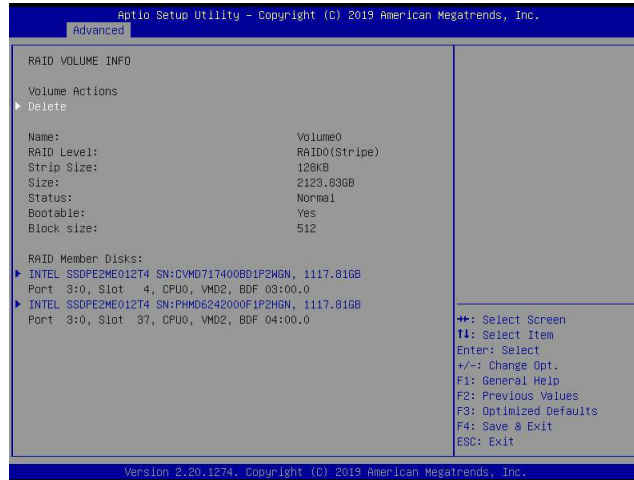 Aptio Setup Utility – Copyright (C) 2019 American Megatrends, Inc.
Advanced
RAID VOLUME INFO
Volume Actions
Delete
Name: Volume0
RAID Level: RAID0(Stripe)
Strip Size: 128KB
Size: 2123.83GB
Status: Normal
Bootable: Yes
Block size: 512
RAID Member Disks:
INTEL SSDPE2ME012T4 SN:CVMD717400BD1P2WGN, 1117.81GB
Port 3:0, Slot 4, CPU0, VMD2, BDF 03:00.0
INTEL SSDPE2ME012T4 SN:PHMD6242000F1P2HGN, 1117.81GB
Port 3:0, Slot 37, CPU0, VMD2, BDF 04:00.0
→←: Select Screen
↑↓: Select Item
Enter: Select
+/-: Change Opt.
F1: General Help
F2: Previous Values
F3: Optimized Defaults
F4: Save & Exit
ESC: Exit
Version 2.20.1274. Copyright (C) 2019 American Megatrends, Inc.